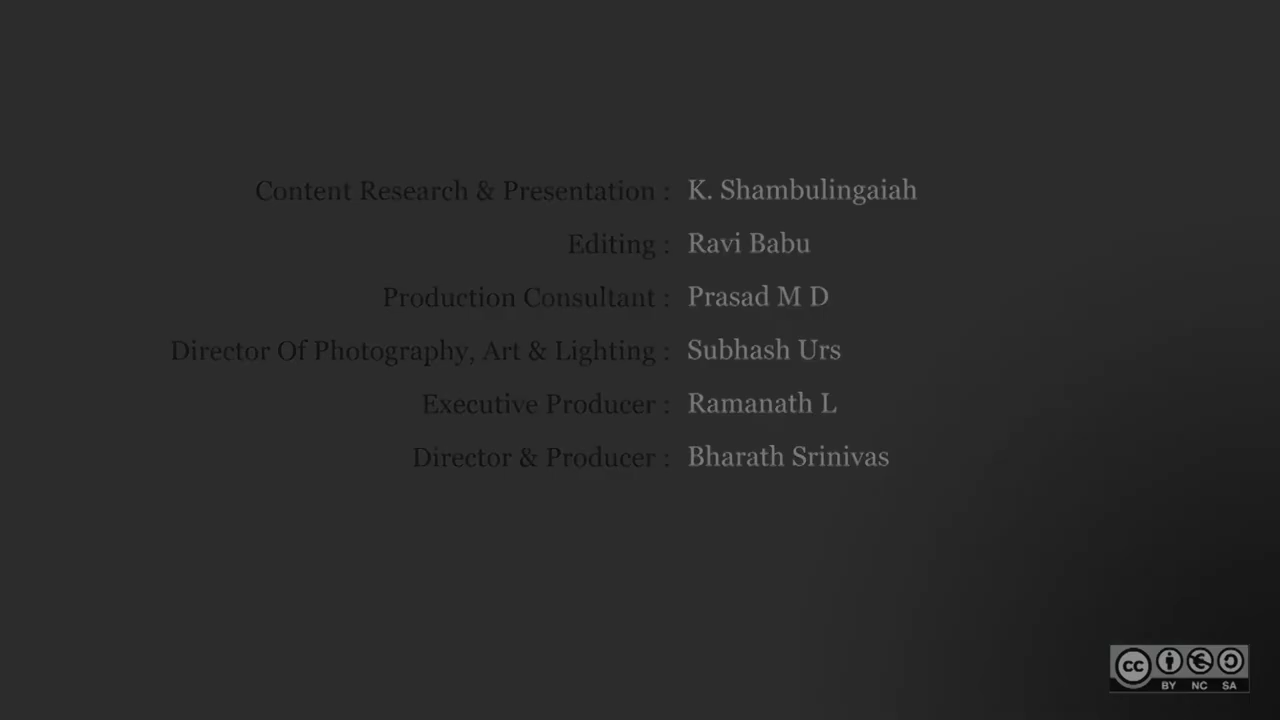 Content Research & Presentation : K. Shambulingaiah
Editing : Ravi Babu
Production Consultant : Prasad M D
Director Of Photography, Art & Lighting : Subhash Urs
Executive Producer : Ramanath L
Director & Producer : Bharath Srinivas
cc
BY NC SA